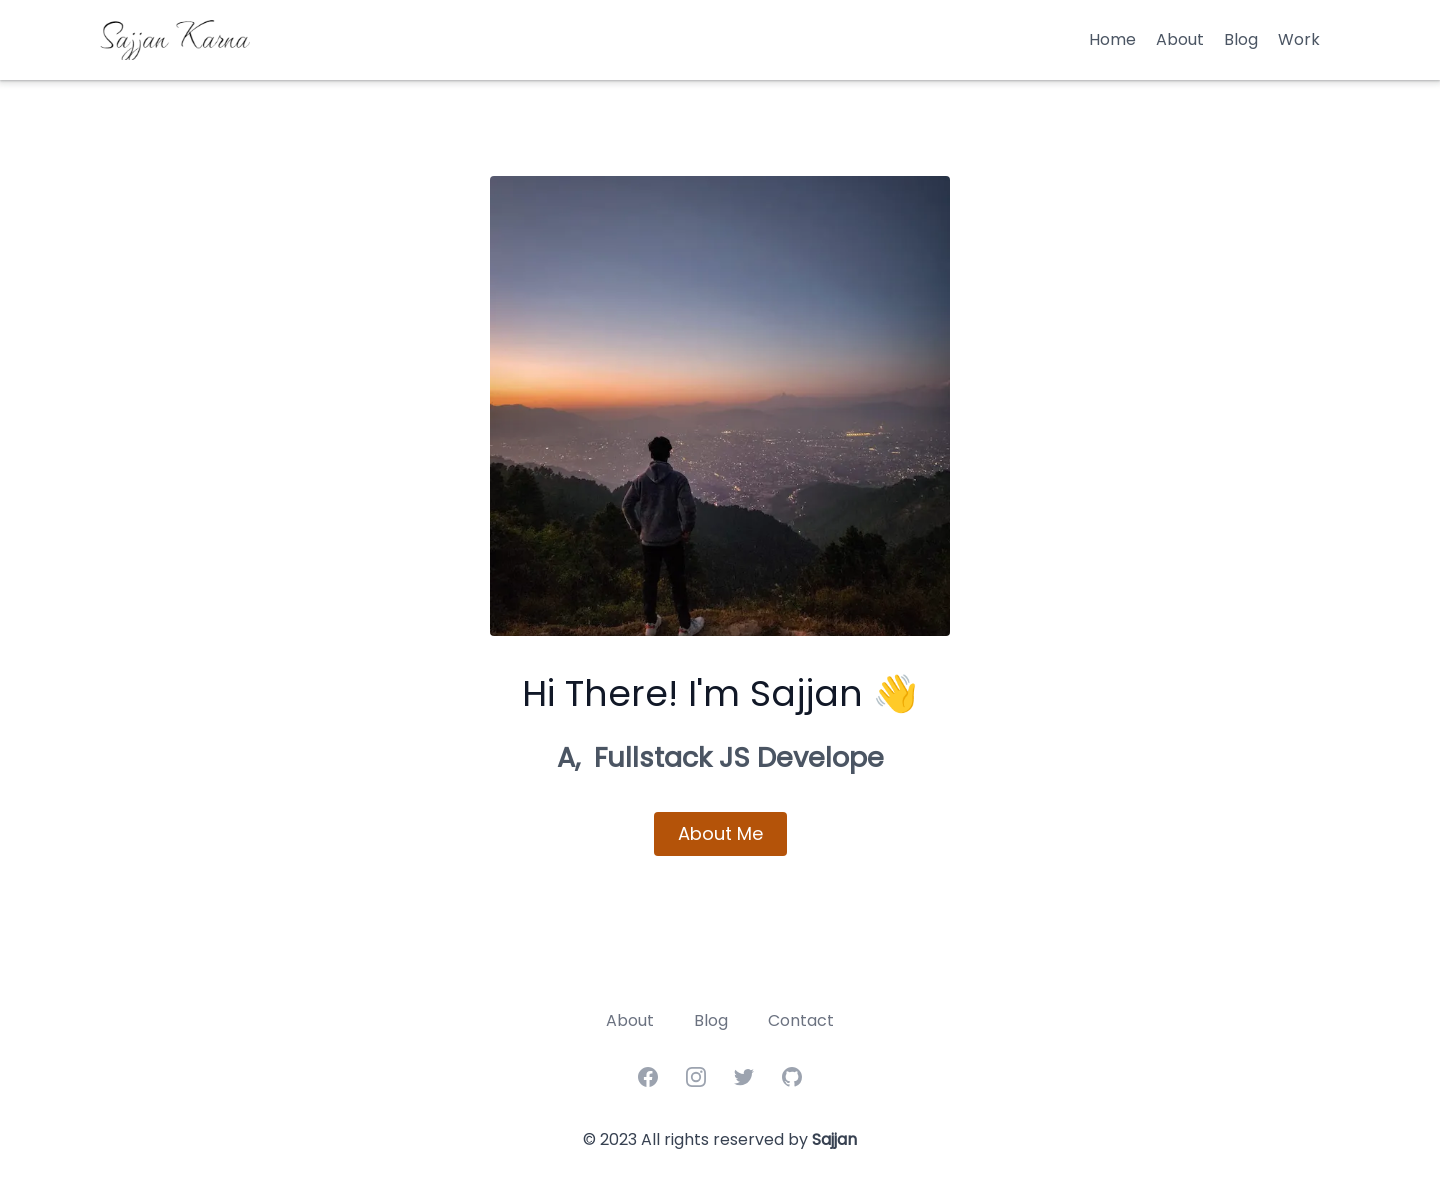 Sajjan Karna
Home About Blog Work
Hi There! I'm Sajjan 👋
A, Fullstack JS Develope
About Me
About Blog Contact
© 2023 All rights reserved by Sajjan